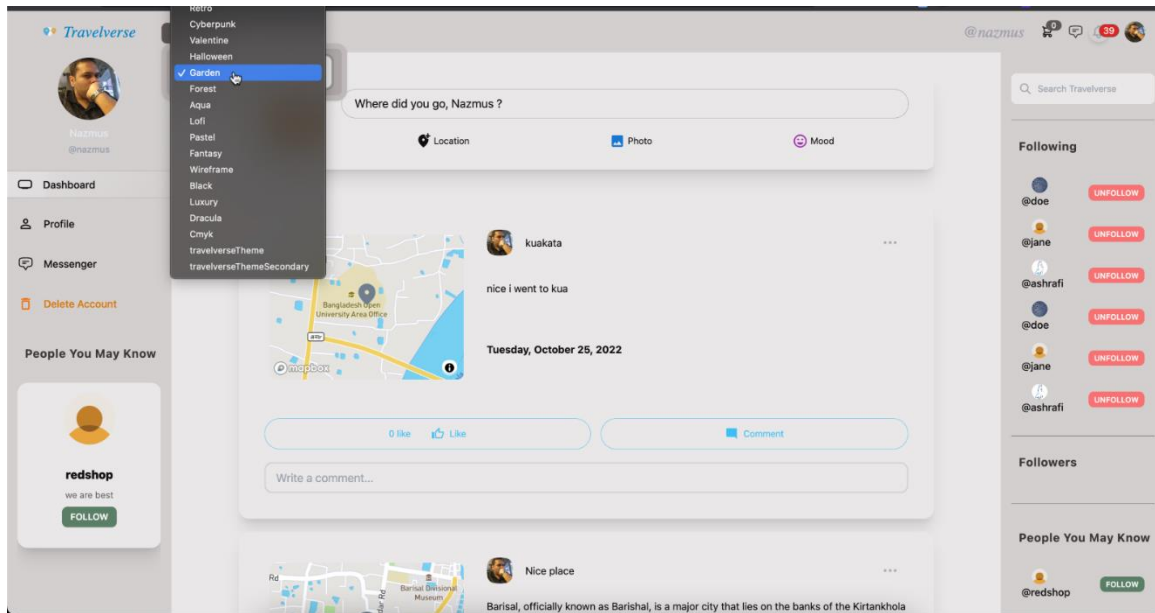 Travelverse
Nazmus
@nazmus
Dashboard
Profile
Messenger
Delete Account
People You May Know
redshop
we are best
FOLLOW
Retro
Cyberpunk
Valentine
Halloween
✓ Garden
Forest
Aqua
Lofi
Pastel
Fantasy
Wireframe
Black
Luxury
Dracula
Cmyk
travelverseTheme
travelverseThemeSecondary
Where did you go, Nazmus ?
Location
Photo
Mood
kuakata
nice i went to kua
Tuesday, October 25, 2022
Bangladesh Open
University Area Office
mapbox
0 like
Like
Comment
Write a comment...
Nice place
Barisal, officially known as Barishal, is a major city that lies on the banks of the Kirtankhola
Rd
Barisal Divisional
Museum
@nazmus
0
39
Search Travelverse
Following
@doe
UNFOLLOW
@jane
UNFOLLOW
@ashrafi
UNFOLLOW
@doe
UNFOLLOW
@jane
UNFOLLOW
@ashrafi
UNFOLLOW
Followers
People You May Know
@redshop
FOLLOW